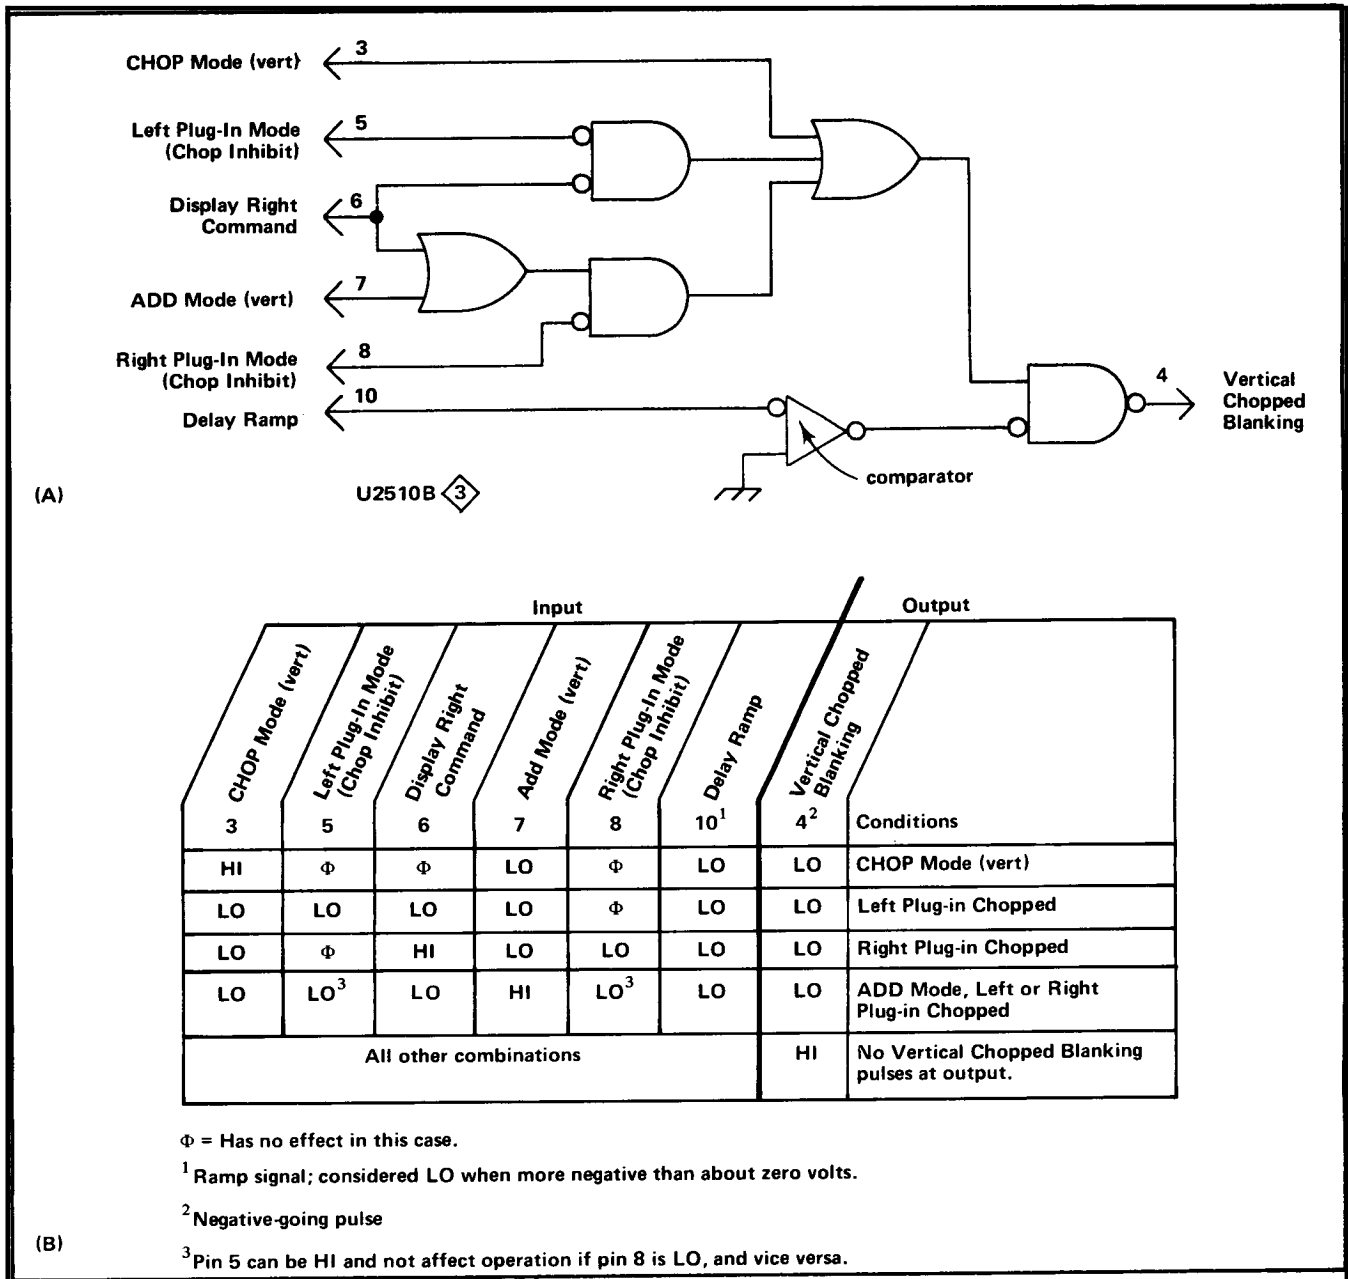 CHOP Mode (vert)
3
Left Plug-In Mode
(Chop Inhibit)
5
Display Right
Command
6
ADD Mode (vert)
7
Right Plug-In Mode
(Chop Inhibit)
8
Delay Ramp
10
4
Vertical
Chopped
Blanking
comparator
(A)
U2510B 3
Input
Output
CHOP Mode (vert)
Left Plug-In Mode
(Chop Inhibit)
Display Right
Command
Add Mode (vert)
Right Plug-In Mode
(Chop Inhibit)
Delay Ramp
Vertical Chopped
Blanking
3 5 6 7 8 10¹ 4² Conditions
HI Φ Φ LO Φ LO LO CHOP Mode (vert)
LO LO LO LO Φ LO LO Left Plug-in Chopped
LO Φ HI LO LO LO LO Right Plug-in Chopped
LO LO³ LO HI LO³ LO LO ADD Mode, Left or Right
Plug-in Chopped
All other combinations HI No Vertical Chopped Blanking
pulses at output.
Φ = Has no effect in this case.
¹ Ramp signal; considered LO when more negative than about zero volts.
² Negative-going pulse
³ Pin 5 can be HI and not affect operation if pin 8 is LO, and vice versa.
(B)